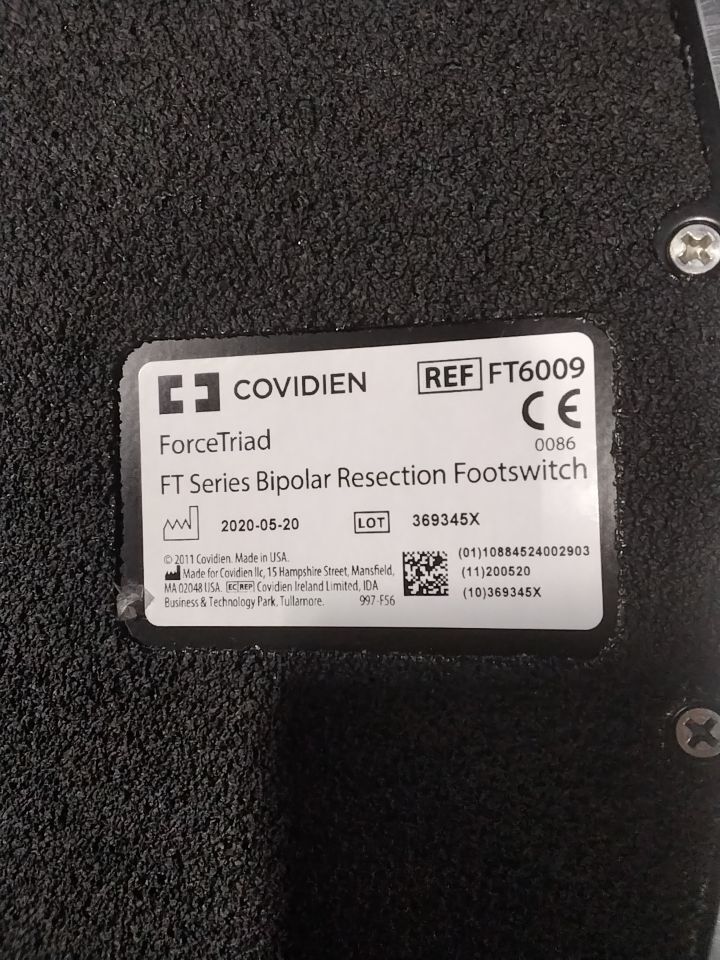 COVIDIEN
REF FT6009
CE
0086
ForceTriad
FT Series Bipolar Resection Footswitch
2020-05-20 LOT 369345X
© 2011 Covidien. Made in USA.
Made for Covidien llc, 15 Hampshire Street, Mansfield,
MA 02048 USA. EC REP Covidien Ireland Limited, IDA
Business & Technology Park, Tullamore. 997-F56
(01)10884524002903
(11)200520
(10)369345X